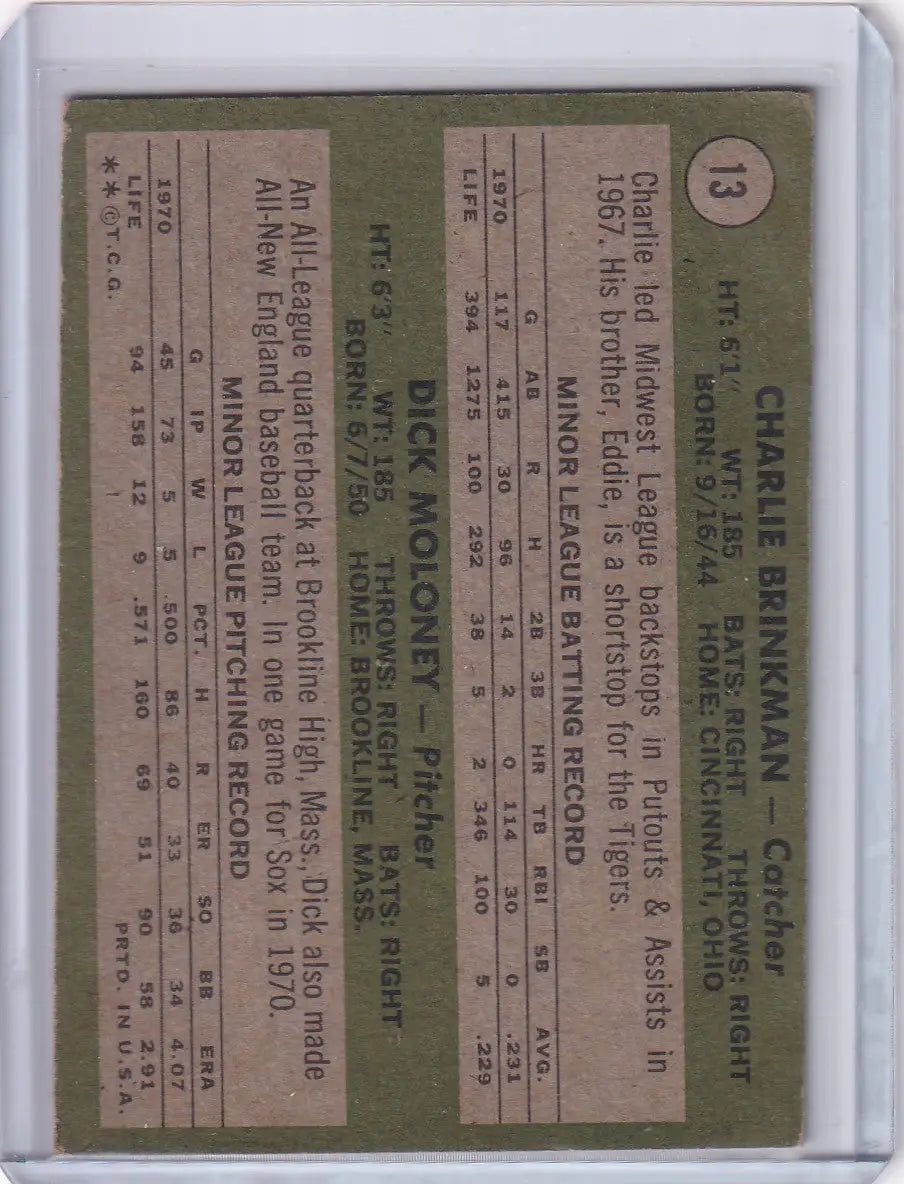 13
CHARLIE BRINKMAN — Catcher
HT: 6'1" WT: 185 BATS: RIGHT THROWS: RIGHT
BORN: 9/16/44 HOME: CINCINNATI, OHIO
Charlie led Midwest League backstops in Putouts & Assists in
1967. His brother, Eddie, is a shortstop for the Tigers.
MINOR LEAGUE BATTING RECORD
G AB R H 2B 3B HR TB RBI SB AVG.
1970 117 415 30 96 14 2 0 114 30 0 .231
LIFE 394 1275 100 292 38 5 2 346 100 5 .229
DICK MOLONEY — Pitcher
HT: 6'3" WT: 185 THROWS: RIGHT BATS: RIGHT
BORN: 6/7/50 HOME: BROOKLINE, MASS.
An All-League quarterback at Brookline High, Mass., Dick also made
All-New England baseball team. In one game for Sox in 1970.
MINOR LEAGUE PITCHING RECORD
G IP W L PCT. H R ER SO BB ERA
1970 45 73 5 5 .500 86 40 33 36 34 4.07
LIFE 94 158 12 9 .571 160 69 51 90 58 2.91
**©T.C.G. PRTD. IN U.S.A.